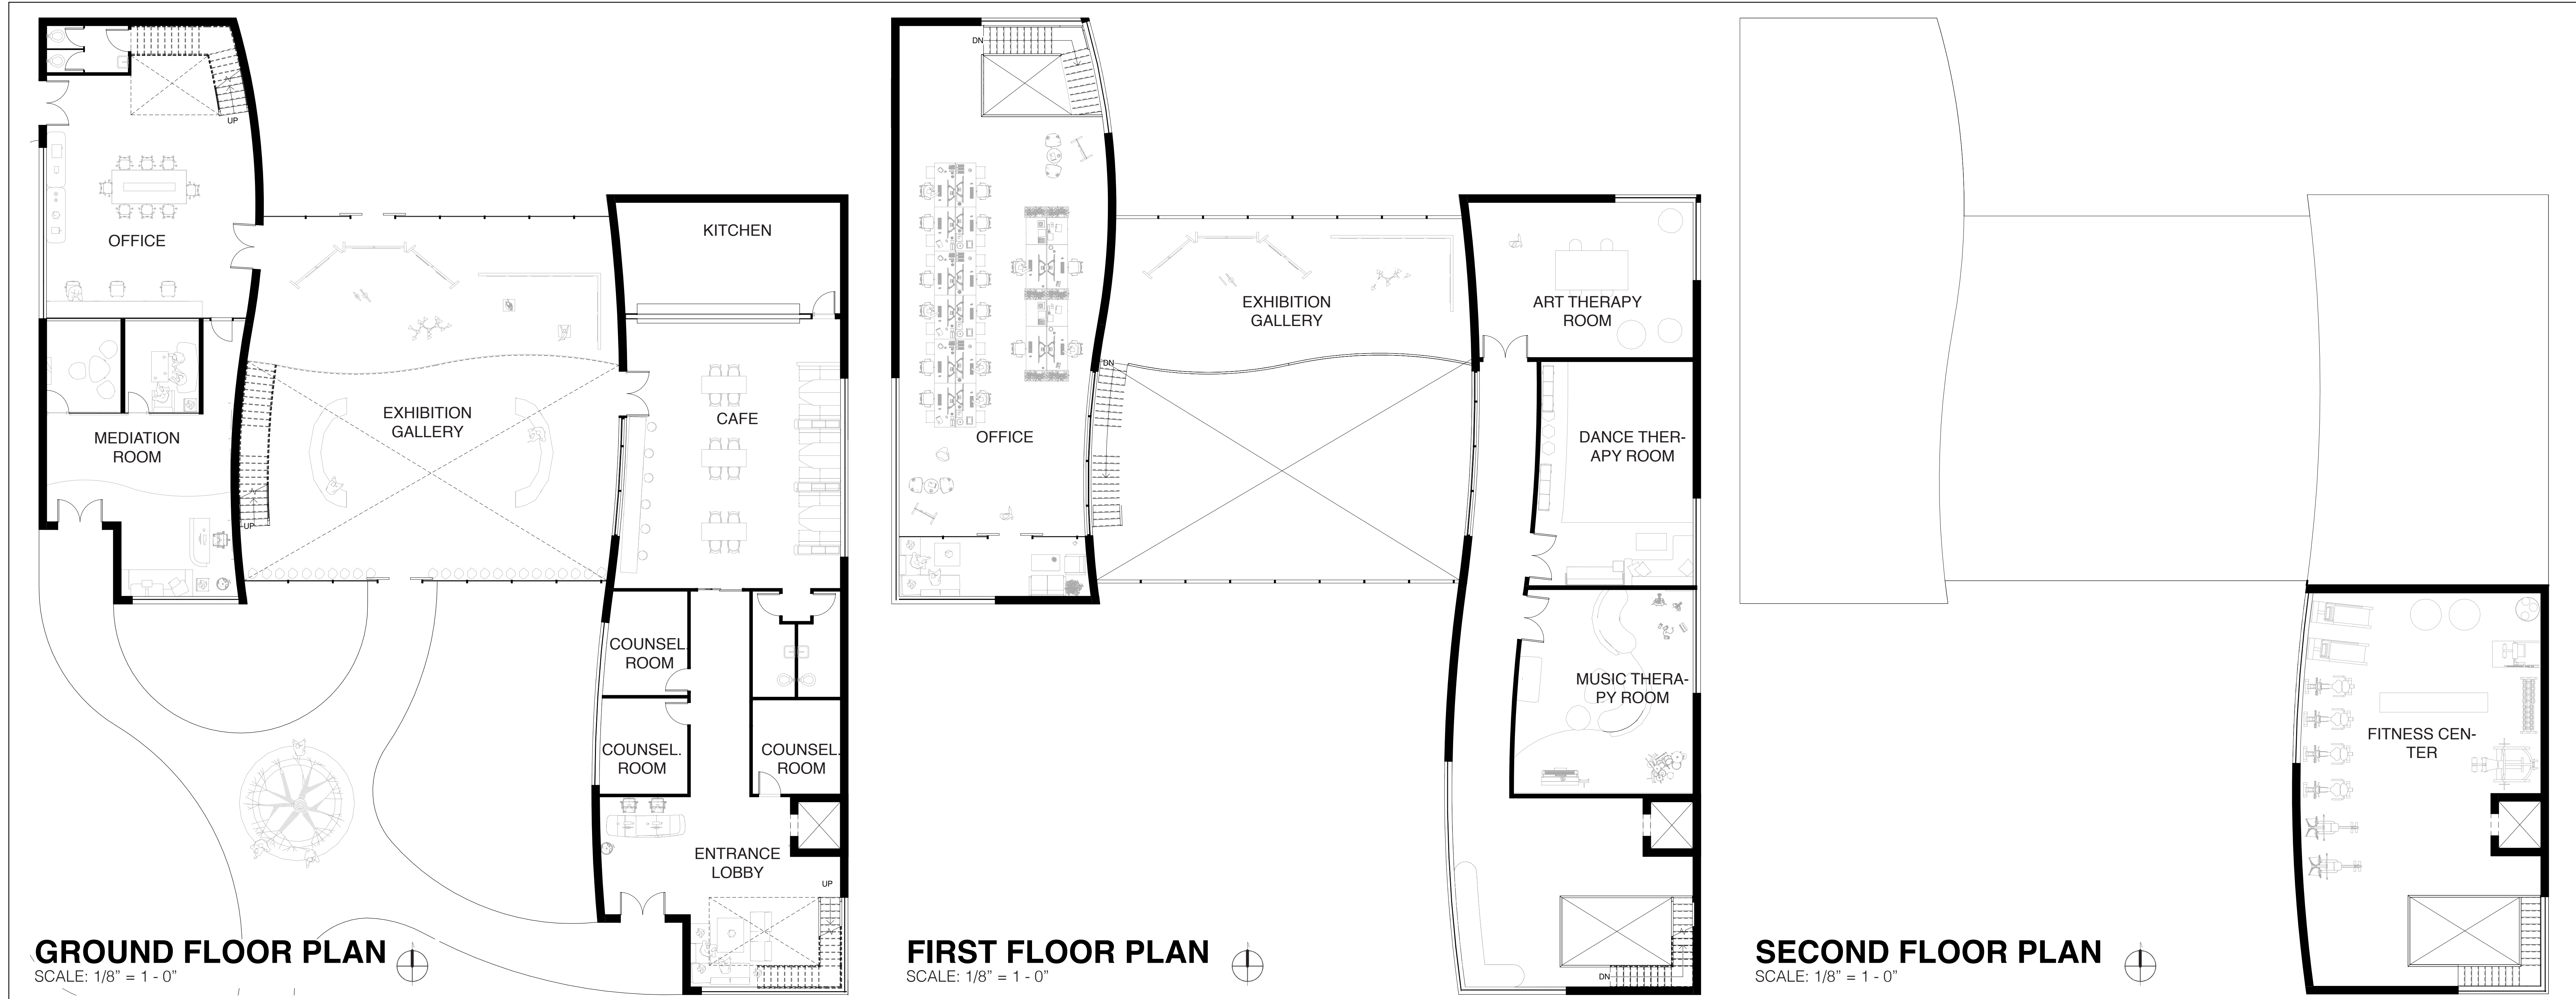 UP
OFFICE
MEDIATION
ROOM
UP
EXHIBITION
GALLERY
KITCHEN
CAFE
COUNSEL.
ROOM
COUNSEL.
ROOM
COUNSEL.
ROOM
ENTRANCE
LOBBY
UP
GROUND FLOOR PLAN
SCALE: 1/8” = 1 - 0”
DN
OFFICE
DN
EXHIBITION
GALLERY
ART THERAPY
ROOM
DANCE THER-
APY ROOM
MUSIC THERA-
PY ROOM
DN
FIRST FLOOR PLAN
SCALE: 1/8” = 1 - 0”
FITNESS CEN-
TER
SECOND FLOOR PLAN
SCALE: 1/8” = 1 - 0”